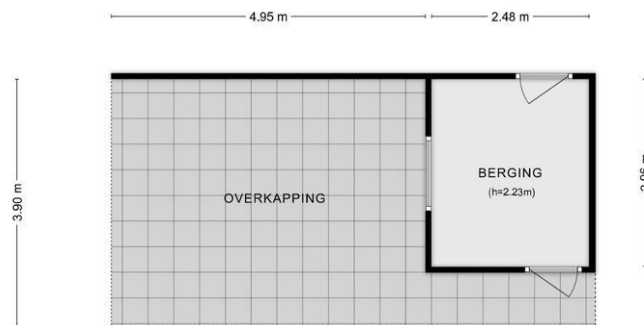 4.95 m 2.48 m
3.90 m
OVERKAPPING
BERGING
(h=2.23m)